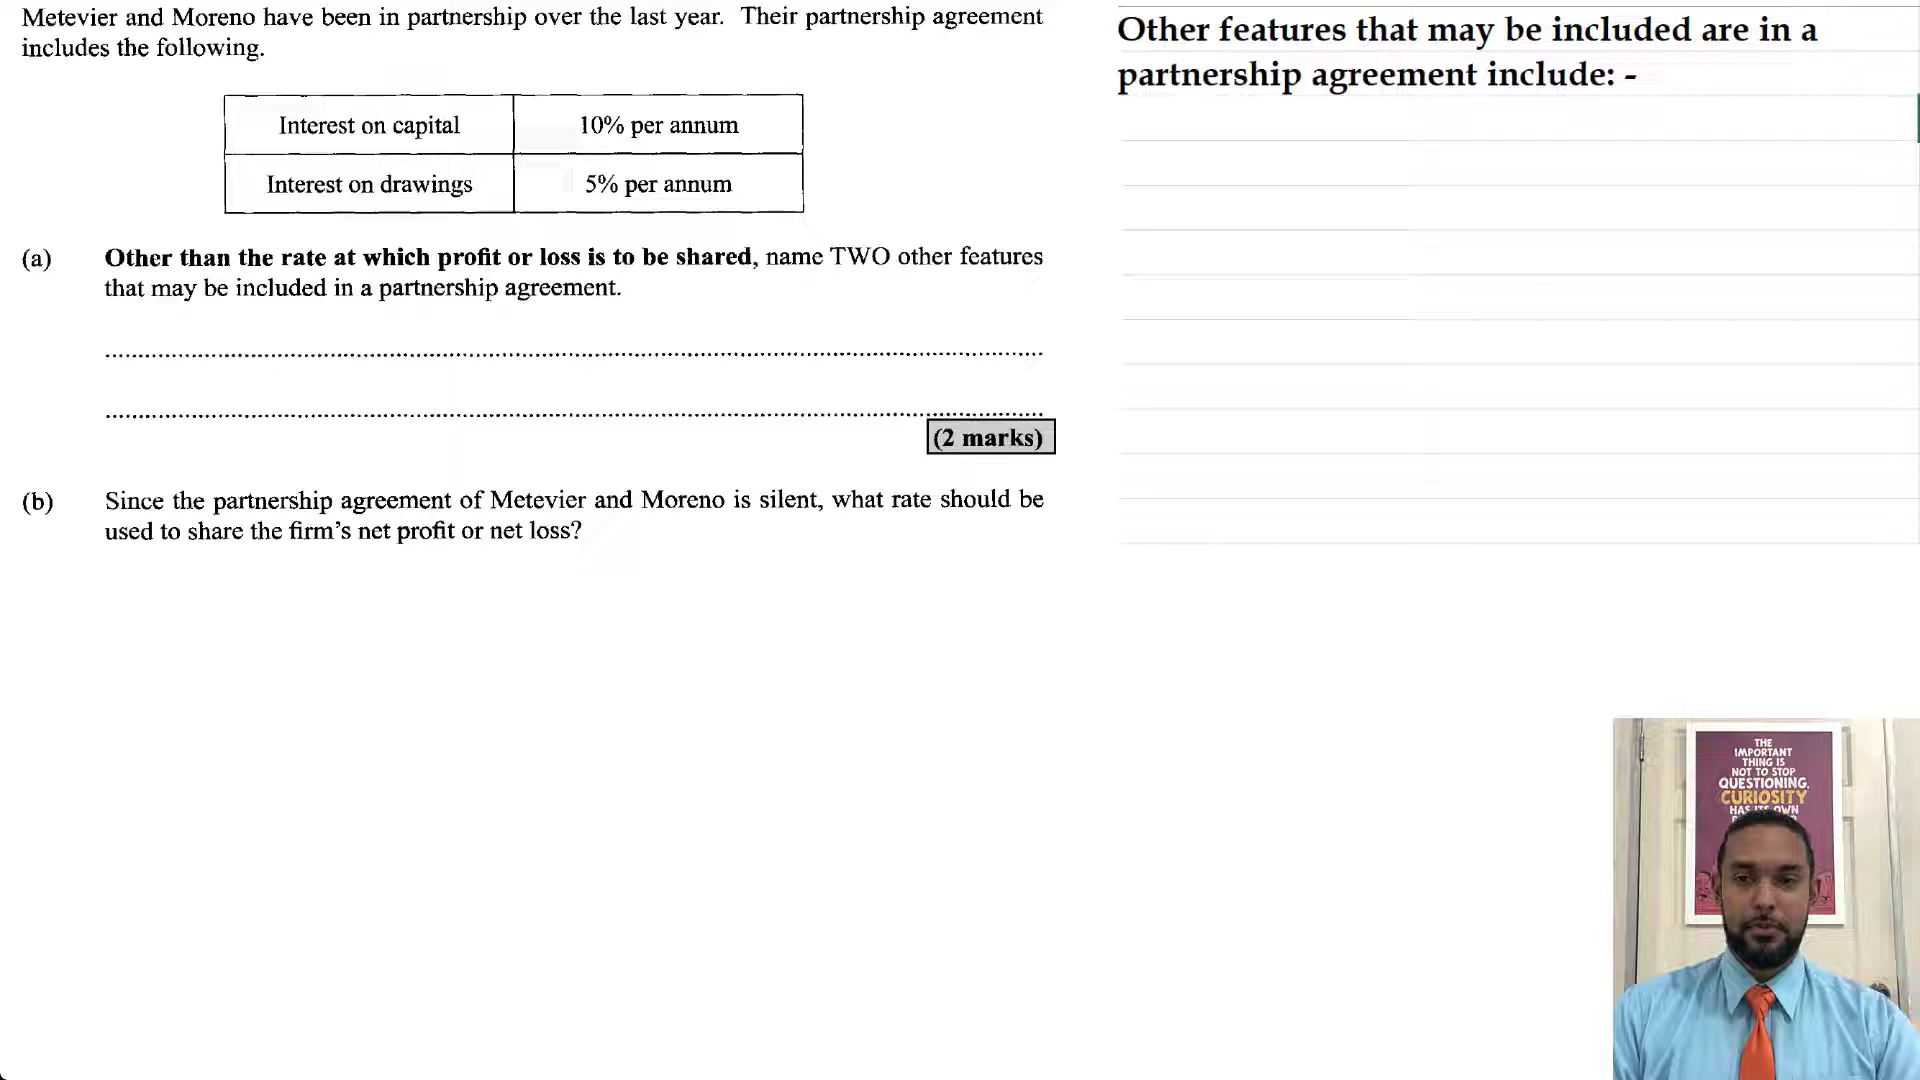 Metevier and Moreno have been in partnership over the last year. Their partnership agreement
includes the following.
Interest on capital
10% per annum
Interest on drawings
5% per annum
(a)
Other than the rate at which profit or loss is to be shared, name TWO other features
that may be included in a partnership agreement.
(2 marks)
(b)
Since the partnership agreement of Metevier and Moreno is silent, what rate should be
used to share the firm's net profit or net loss?
Other features that may be included are in a
partnership agreement include: -
THE
IMPORTANT
THING IS
NOT TO STOP
QUESTIONING.
CURIOSITY
HAS ITS OWN